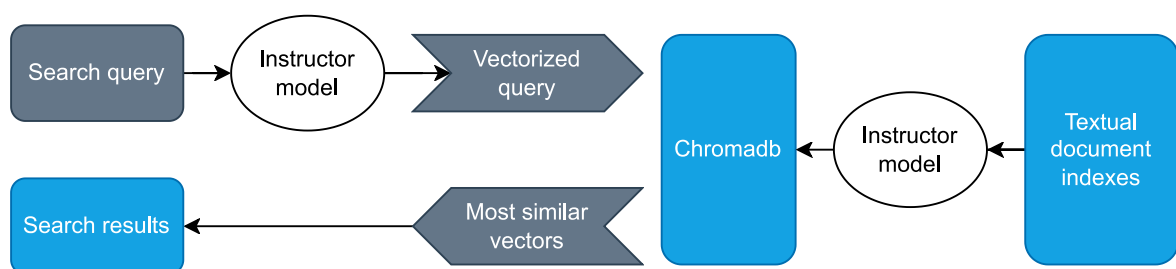 Search query
Instructor
model
Vectorized
query
Chromadb
Instructor
model
Textual
document
indexes
Search results
Most similar
vectors